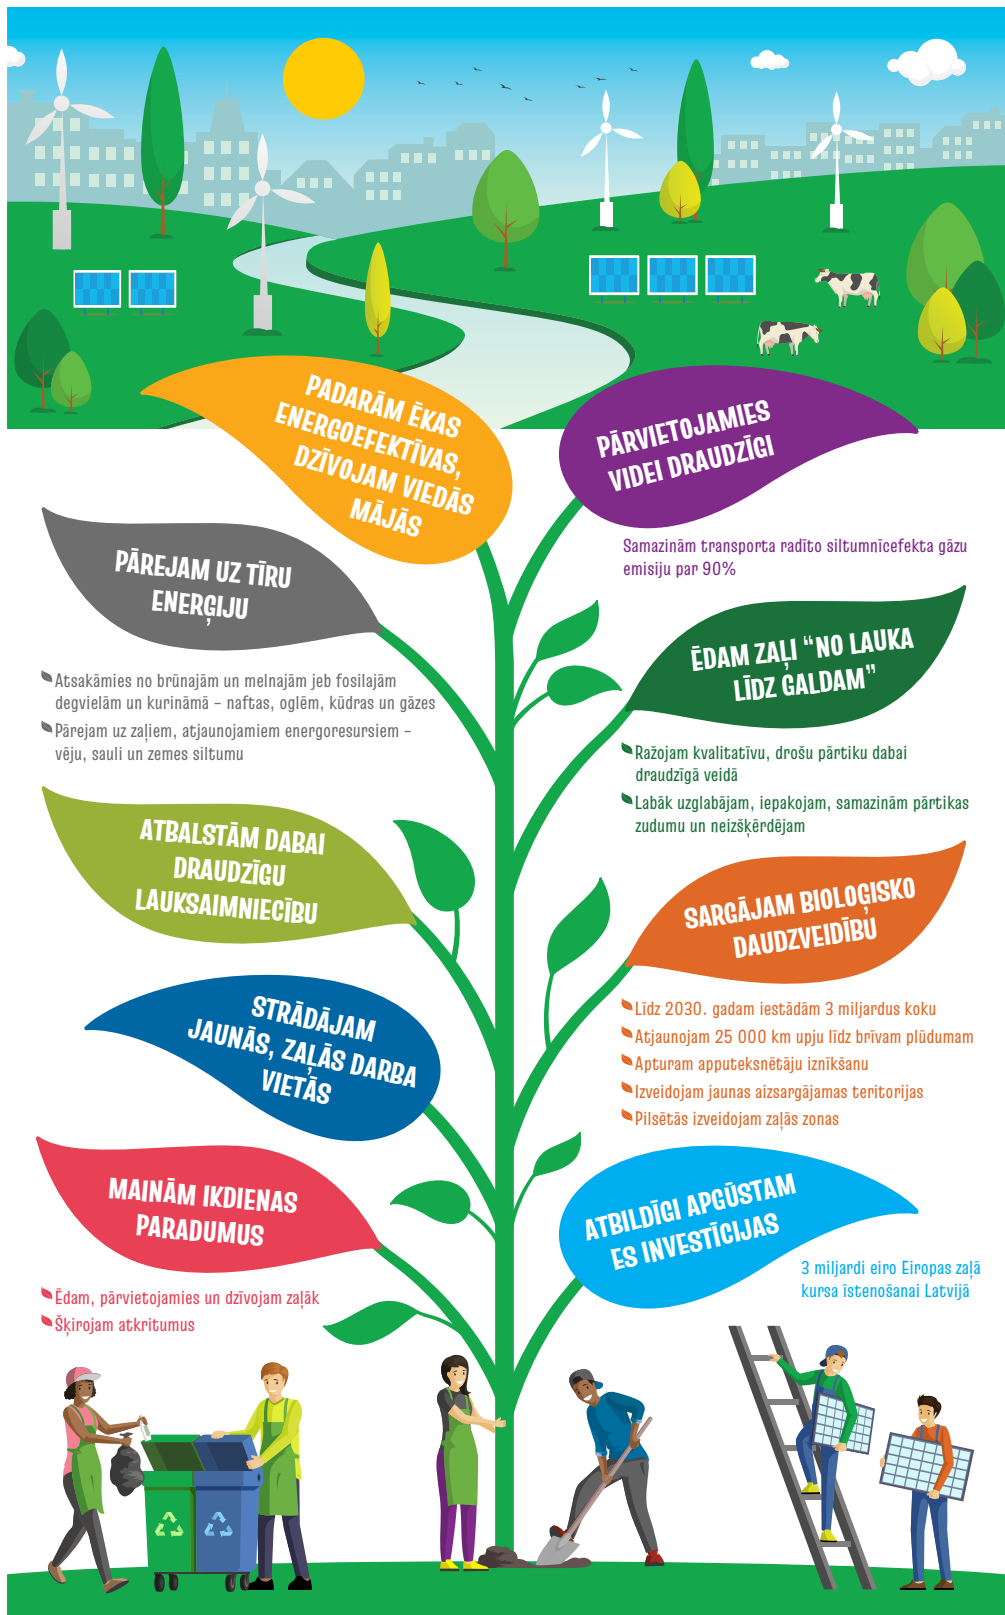 PADARĀM ĒKAS
ENERGOEFEKTĪVAS,
DZĪVOJAM VIEDĀS
MĀJĀS
PĀRVIETOJAMIES
VIDEI DRAUDZĪGI
Samazinām transporta radīto siltumnīcefekta gāzu
emisiju par 90%
PĀREJAM UZ TĪRU
ENERĢIJU
Atsakāmies no brūnajām un melnajām jeb fosilajām
degvielām un kurināmā – naftas, oglēm, kūdras un gāzes
Pārejam uz zaļiem, atjaunojamiem energoresursiem –
vēju, sauli un zemes siltumu
ĒDAM ZAĻI “NO LAUKA
LĪDZ GALDAM”
Ražojam kvalitatīvu, drošu pārtiku dabai
draudzīgā veidā
Labāk uzglabājam, iepakojam, samazinām pārtikas
zudumu un neizšķērdējam
ATBALSTĀM DABAI
DRAUDZĪGU
LAUKSAIMNIECĪBU
SARGĀJAM BIOLOĢISKO
DAUDZVEIDĪBU
Līdz 2030. gadam iestādām 3 miljardus koku
Atjaunojam 25 000 km upju līdz brīvam plūdumam
Apturam apputeksnētāju iznīkšanu
Izveidojam jaunas aizsargājamas teritorijas
Pilsētās izveidojam zaļās zonas
STRĀDĀJAM
JAUNĀS, ZAĻĀS DARBA
VIETĀS
MAINĀM IKDIENAS
PARADUMUS
Ēdam, pārvietojamies un dzīvojam zaļāk
Šķirojam atkritumus
ATBILDĪGI APGŪSTAM
ES INVESTĪCIJAS
3 miljardi eiro Eiropas zaļā
kursa īstenošanai Latvijā